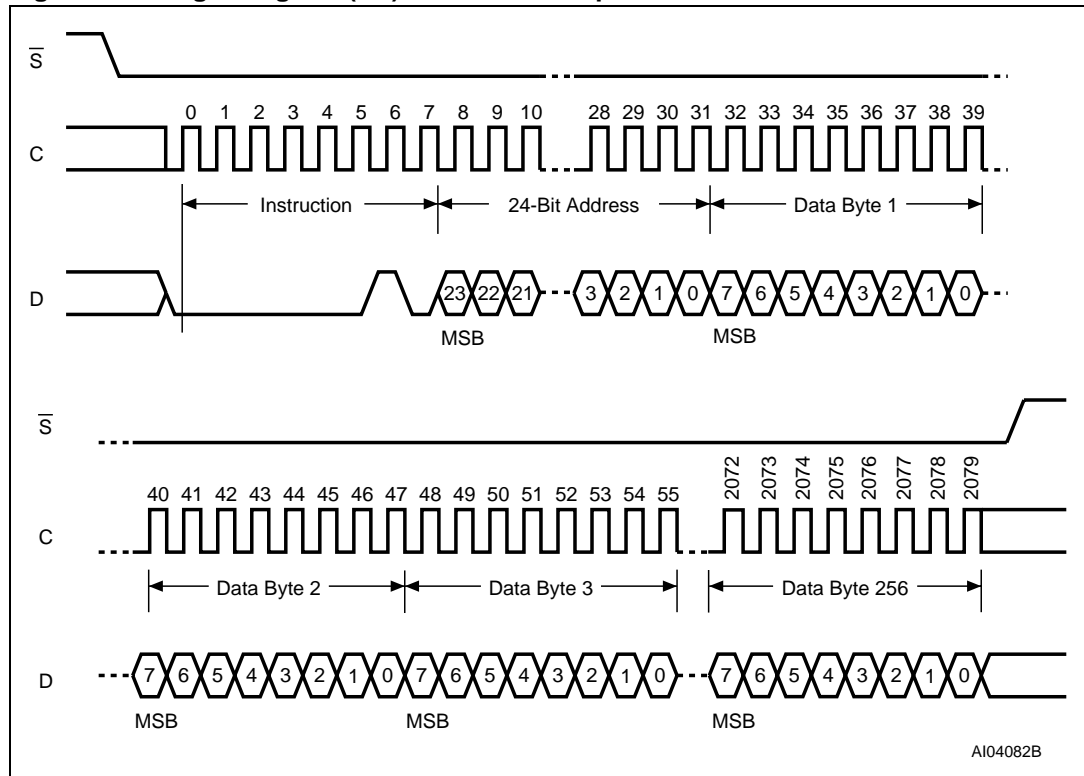 S
0 1 2 3 4 5 6 7 8 9 10 28 29 30 31 32 33 34 35 36 37 38 39
C
Instruction 24-Bit Address Data Byte 1
D
23 22 21 3 2 1 0 7 6 5 4 3 2 1 0
MSB MSB
S
40 41 42 43 44 45 46 47 48 49 50 51 52 53 54 55 2072 2073 2074 2075 2076 2077 2078 2079
C
Data Byte 2 Data Byte 3 Data Byte 256
D
7 6 5 4 3 2 1 0 7 6 5 4 3 2 1 0 7 6 5 4 3 2 1 0
MSB MSB MSB
AI04082B